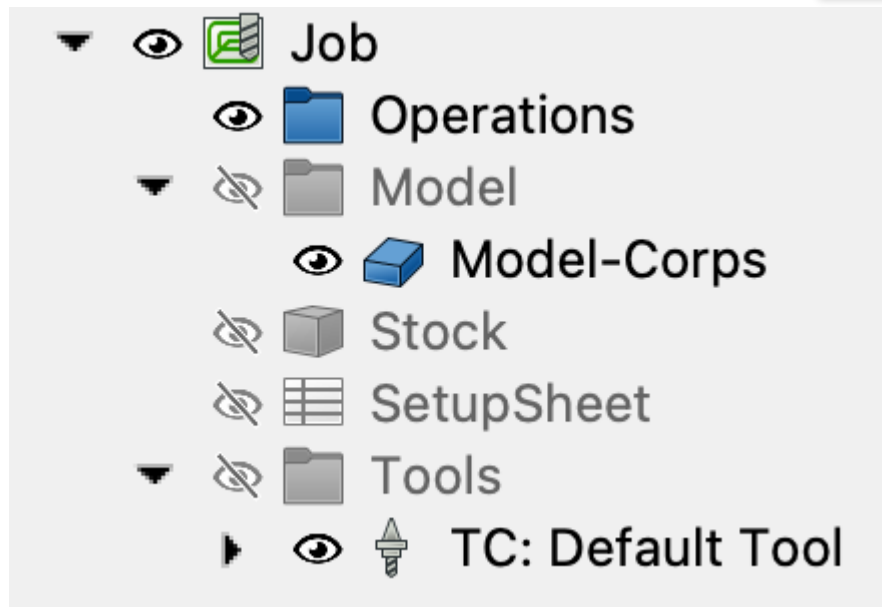 Job
Operations
Model
Model-Corps
Stock
SetupSheet
Tools
TC: Default Tool